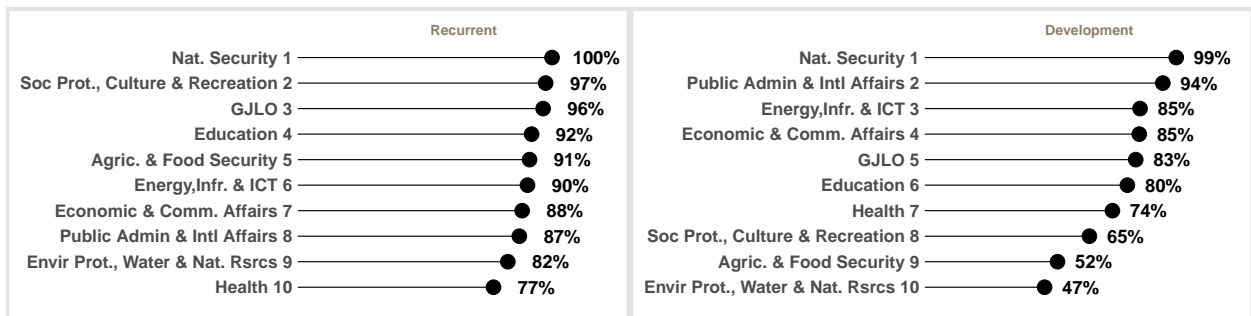 Recurrent
Nat. Security 1 100%
Soc Prot., Culture & Recreation 2 97%
GJLO 3 96%
Education 4 92%
Agric. & Food Security 5 91%
Energy,Infr. & ICT 6 90%
Economic & Comm. Affairs 7 88%
Public Admin & Intl Affairs 8 87%
Envir Prot., Water & Nat. Rsrcs 9 82%
Health 10 77%
Development
Nat. Security 1 99%
Public Admin & Intl Affairs 2 94%
Energy,Infr. & ICT 3 85%
Economic & Comm. Affairs 4 85%
GJLO 5 83%
Education 6 80%
Health 7 74%
Soc Prot., Culture & Recreation 8 65%
Agric. & Food Security 9 52%
Envir Prot., Water & Nat. Rsrcs 10 47%